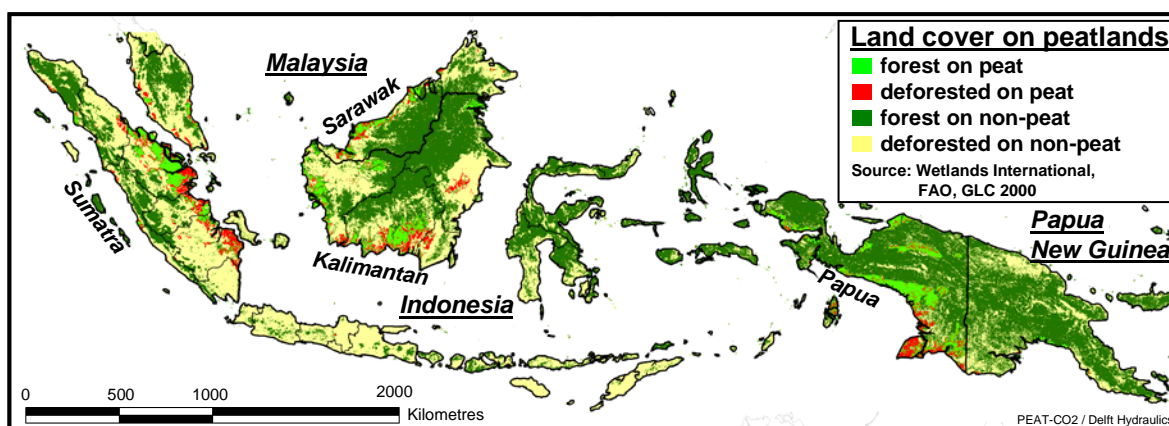 Land cover on peatlands
forest on peat
deforested on peat
forest on non-peat
deforested on non-peat
Source: Wetlands International,
FAO, GLC 2000
Malaysia
Sarawak
Sumatra
Kalimantan
Indonesia
Papua
Papua
New Guinea
0 500 1000 2000
Kilometres
PEAT-CO2 / Delft Hydraulics